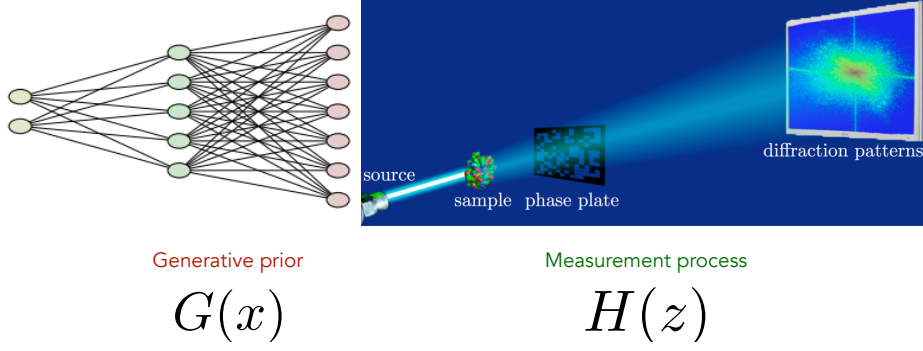 source
sample
phase plate
diffraction patterns
Generative prior
Measurement process
G(x)
H(z)